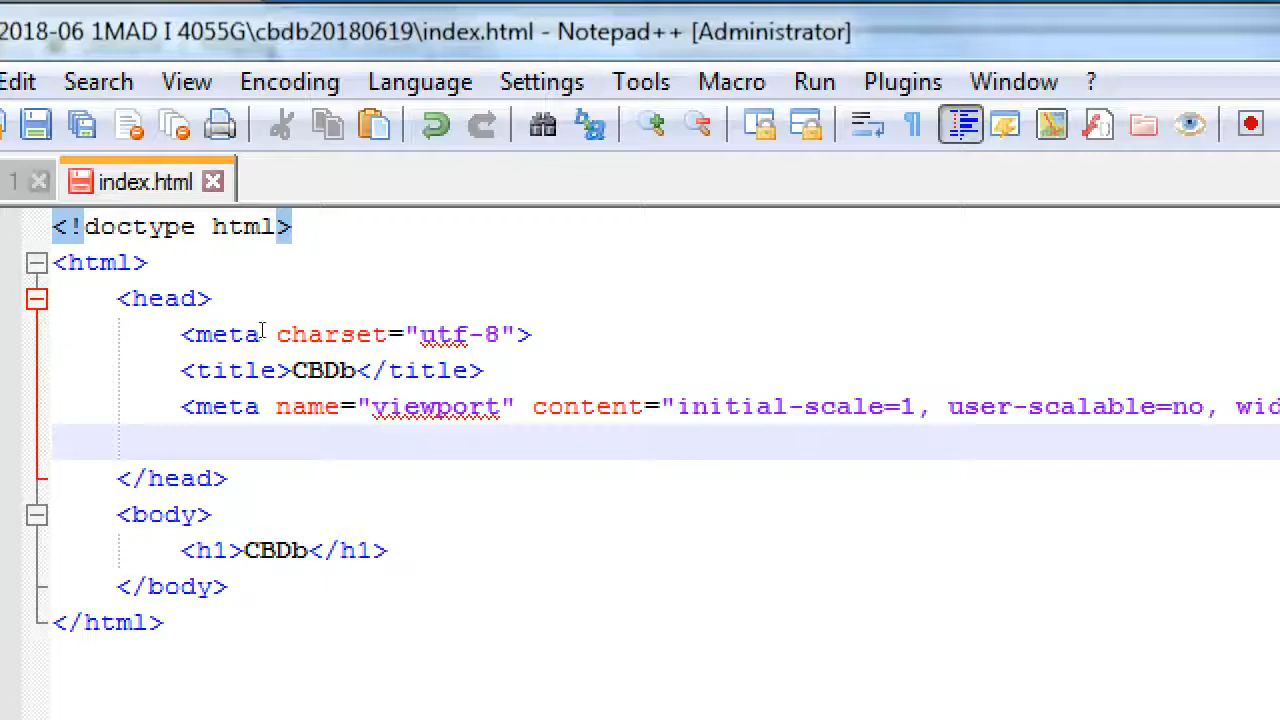 2018-06 1MAD I 4055G\cbdb20180619\index.html - Notepad++ [Administrator]
Edit Search View Encoding Language Settings Tools Macro Run Plugins Window ?
1 index.html
<!doctype html>
<html>
<head>
<meta charset="utf-8">
<title>CBDb</title>
<meta name="viewport" content="initial-scale=1, user-scalable=no, wid
</head>
<body>
<h1>CBDb</h1>
</body>
</html>